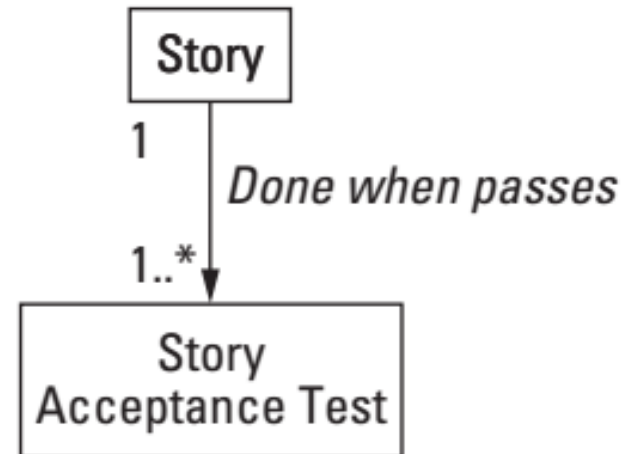 Story
1
Done when passes
1..*
Story
Acceptance Test